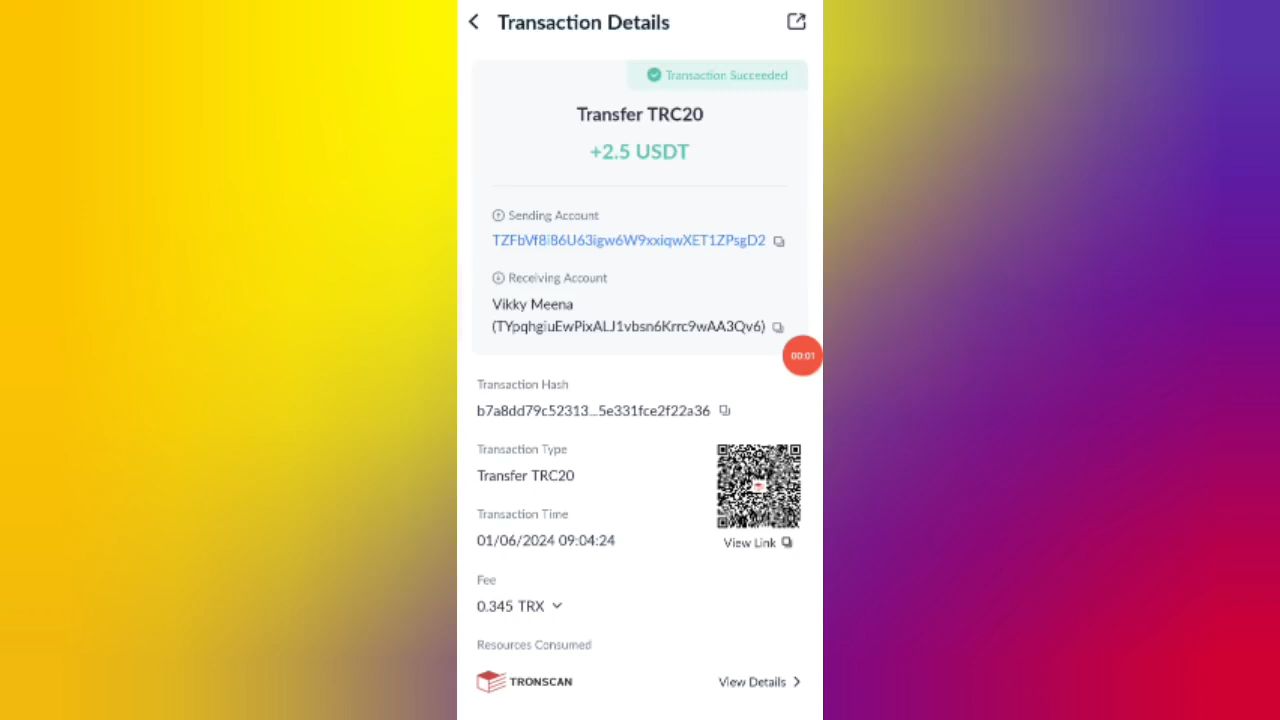 Transaction Details
Transaction Succeeded
Transfer TRC20
+2.5 USDT
Sending Account
TZFbVf8i86U63igw6W9xxiqwXET1ZPsgD2
Receiving Account
Vikky Meena
(TYpqhgiuEwPixALJ1vbsn6Krrc9wAA3Qv6)
00:01
Transaction Hash
b7a8dd79c52313...5e331fce2f22a36
Transaction Type
Transfer TRC20
Transaction Time
01/06/2024 09:04:24
View Link
Fee
0.345 TRX
Resources Consumed
TRONSCAN
View Details